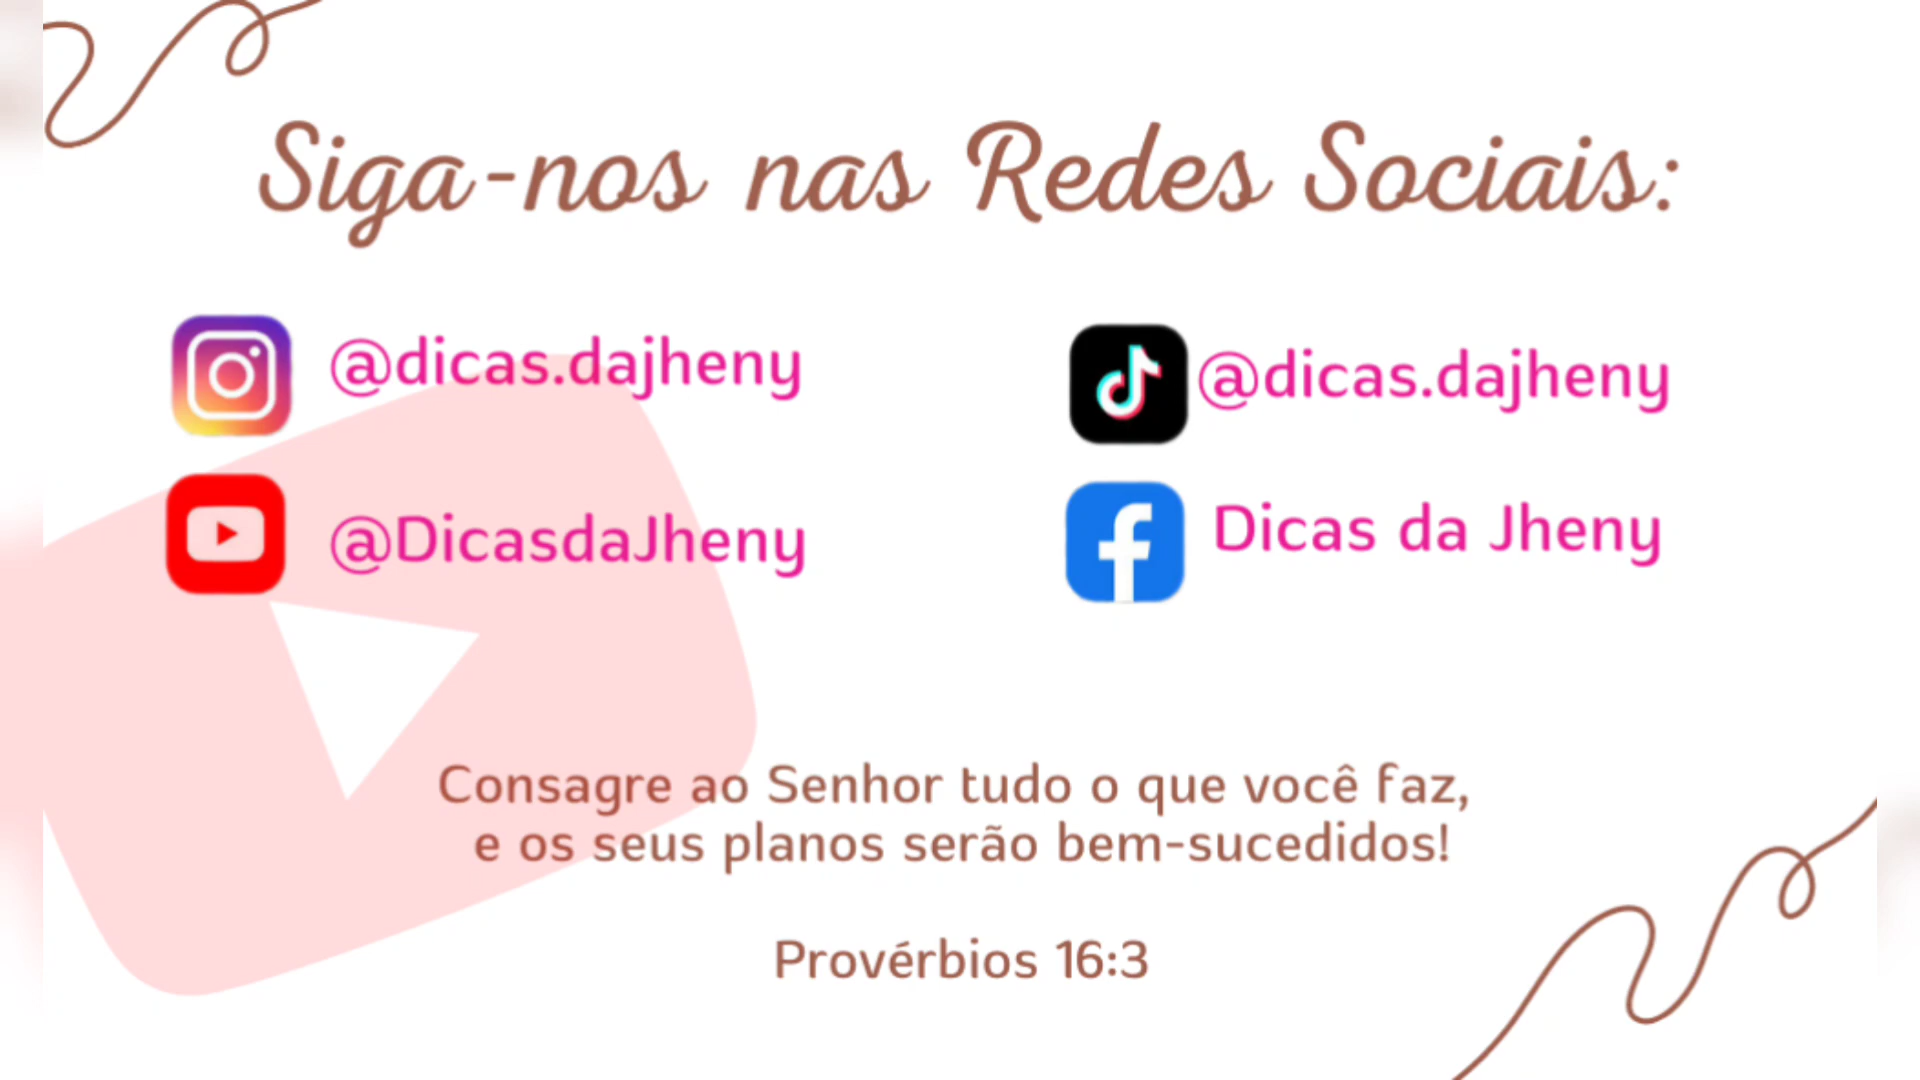 Siga-nos nas Redes Sociais:
@dicas.dajheny
@dicas.dajheny
@DicasdaJheny
Dicas da Jheny
Consagre ao Senhor tudo o que você faz,
e os seus planos serão bem-sucedidos!
Provérbios 16:3